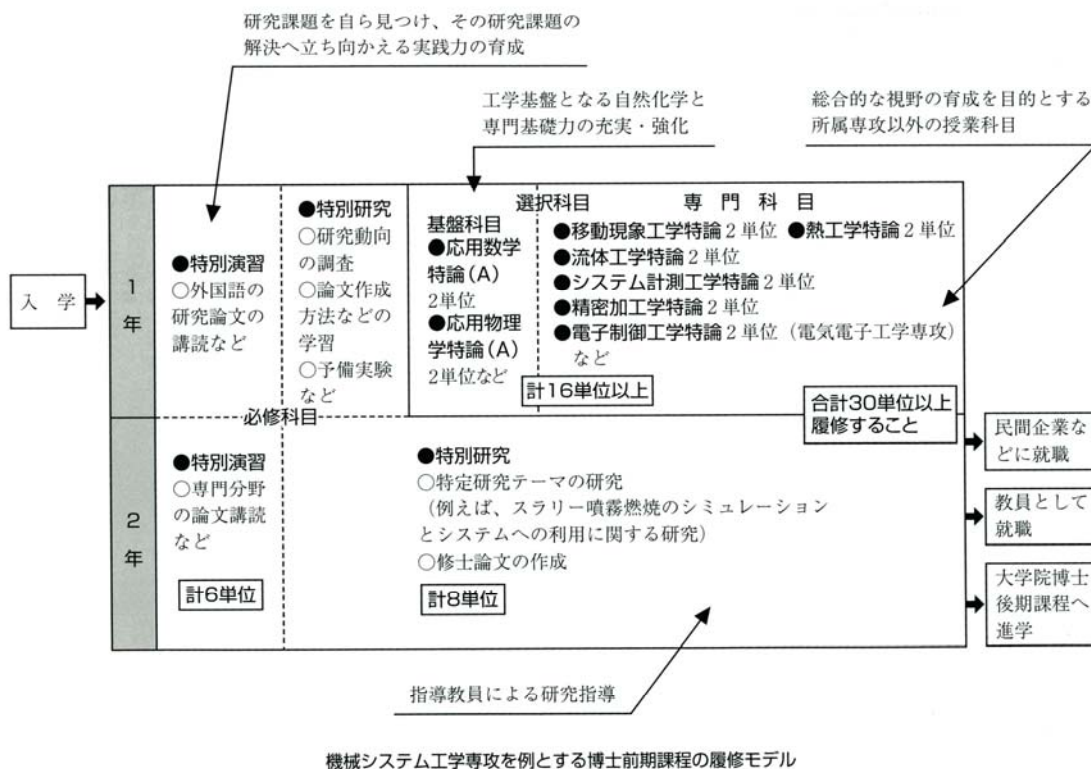 研究課題を自ら見つけ、その研究課題の
解決へ立ち向かえる実践力の育成
工学基盤となる自然化学と
専門基礎力の充実・強化
総合的な視野の育成を目的とする
所属専攻以外の授業科目
入 学
1
年
●特別演習
○外国語の
研究論文の
講読など
●特別研究
○研究動向
の調査
○論文作成
方法などの
学習
○予備実験
など
選択科目
基盤科目
●応用数学
特論(A)
2単位
●応用物理
学特論(A)
2単位など
専 門 科 目
●移動現象工学特論2単位 ●熱工学特論2単位
●流体工学特論2単位
●システム計測工学特論2単位
●精密加工学特論2単位
●電子制御工学特論2単位(電気電子工学専攻)
など
計16単位以上
合計30単位以上
履修すること
必修科目
2
年
●特別演習
○専門分野
の論文講読
など
計6単位
●特別研究
○特定研究テーマの研究
(例えば、スラリー噴霧燃焼のシミュレーション
とシステムへの利用に関する研究)
○修士論文の作成
計8単位
民間企業な
どに就職
教員として
就職
大学院博士
後期課程へ
進学
指導教員による研究指導
機械システム工学専攻を例とする博士前期課程の履修モデル